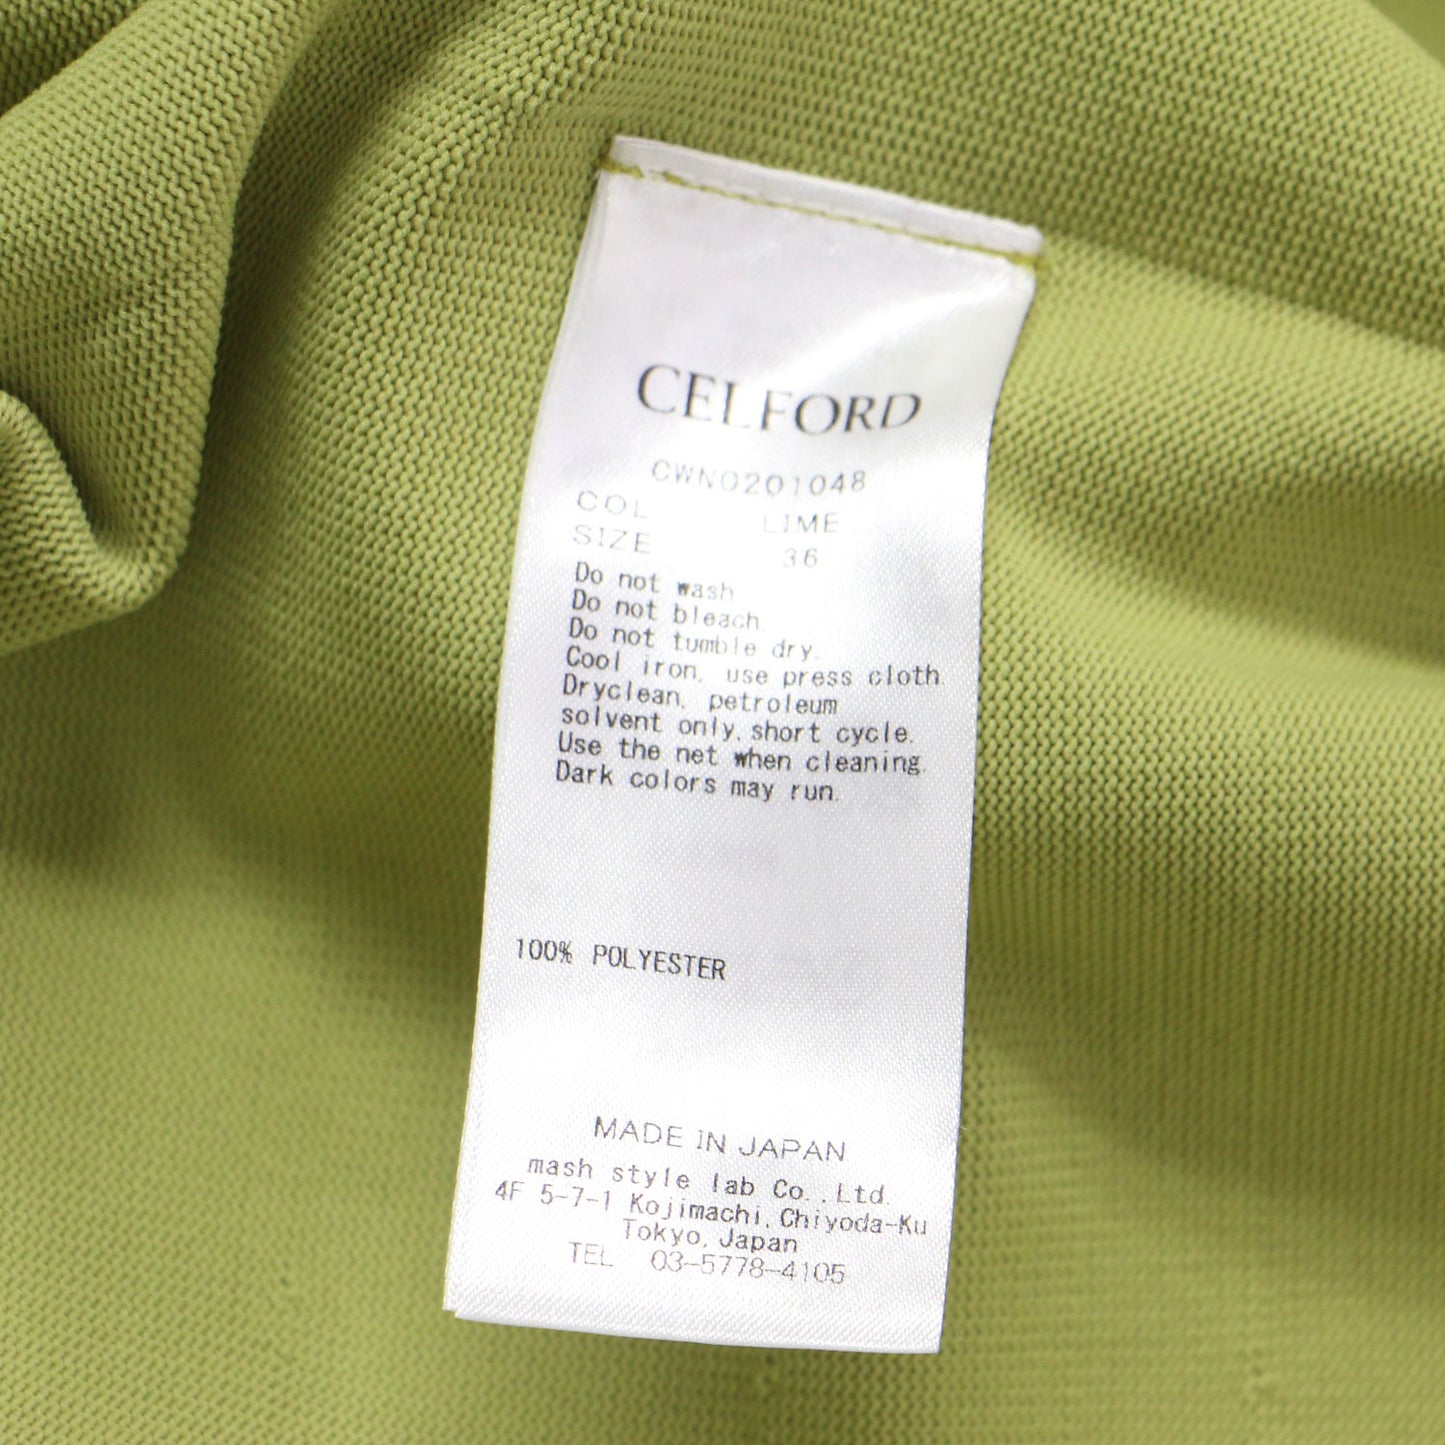 CELFORD
CWNO201048
COL LIME
SIZE 36
Do not wash
Do not bleach.
Do not tumble dry.
Cool iron, use press cloth.
Dryclean, petroleum
solvent only, short cycle.
Use the net when cleaning.
Dark colors may run.
100% POLYESTER
MADE IN JAPAN
mash style lab Co.,Ltd.
4F 5-7-1 Kojimachi, Chiyoda-Ku
Tokyo, Japan
TEL 03-5778-4105